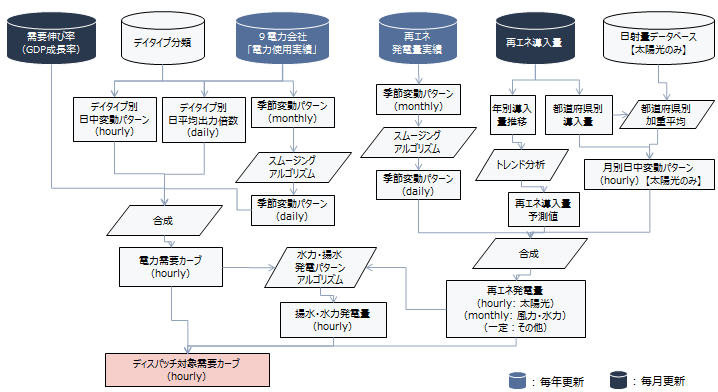 需要伸び率
(GDP成長率)
デイタイプ分類
9電力会社
「電力使用実績」
再エネ
発電量実績
再エネ導入量
日射量データベース
【太陽光のみ】
デイタイプ別
日中変動パターン
(hourly)
デイタイプ別
日平均出力倍数
(daily)
季節変動パターン
(monthly)
季節変動パターン
(monthly)
年別導入
量推移
都道府県別
導入量
都道府県別
加重平均
スムージング
アルゴリズム
スムージング
アルゴリズム
トレンド分析
月別日中変動パターン
(hourly)【太陽光のみ】
季節変動パターン
(daily)
季節変動パターン
(daily)
再エネ導入量
予測値
合成
合成
電力需要カーブ
(hourly)
水力・揚水
発電パターン
アルゴリズム
再エネ発電量
(hourly: 太陽光)
(monthly: 風力・水力)
(一定:その他)
揚水・水力発電量
(hourly)
ディスパッチ対象需要カーブ
(hourly)
:毎年更新
:毎月更新